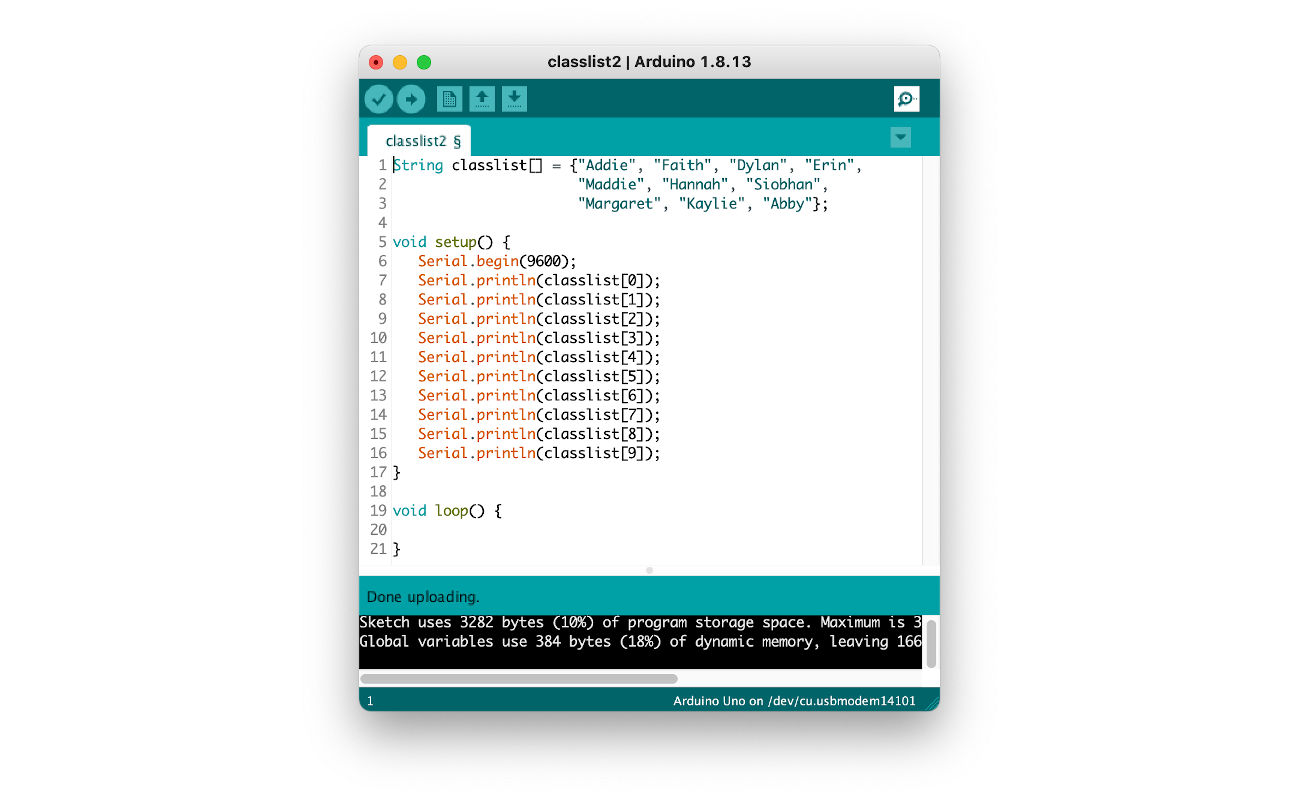 classlist2 | Arduino 1.8.13
classlist2 §
1 String classlist[] = {"Addie", "Faith", "Dylan", "Erin",
2                       "Maddie", "Hannah", "Siobhan",
3                       "Margaret", "Kaylie", "Abby"};
4
5 void setup() {
6    Serial.begin(9600);
7    Serial.println(classlist[0]);
8    Serial.println(classlist[1]);
9    Serial.println(classlist[2]);
10    Serial.println(classlist[3]);
11    Serial.println(classlist[4]);
12    Serial.println(classlist[5]);
13    Serial.println(classlist[6]);
14    Serial.println(classlist[7]);
15    Serial.println(classlist[8]);
16    Serial.println(classlist[9]);
17 }
18
19 void loop() {
20
21 }
Done uploading.
Sketch uses 3282 bytes (10%) of program storage space. Maximum is 3
Global variables use 384 bytes (18%) of dynamic memory, leaving 166
1 Arduino Uno on /dev/cu.usbmodem14101